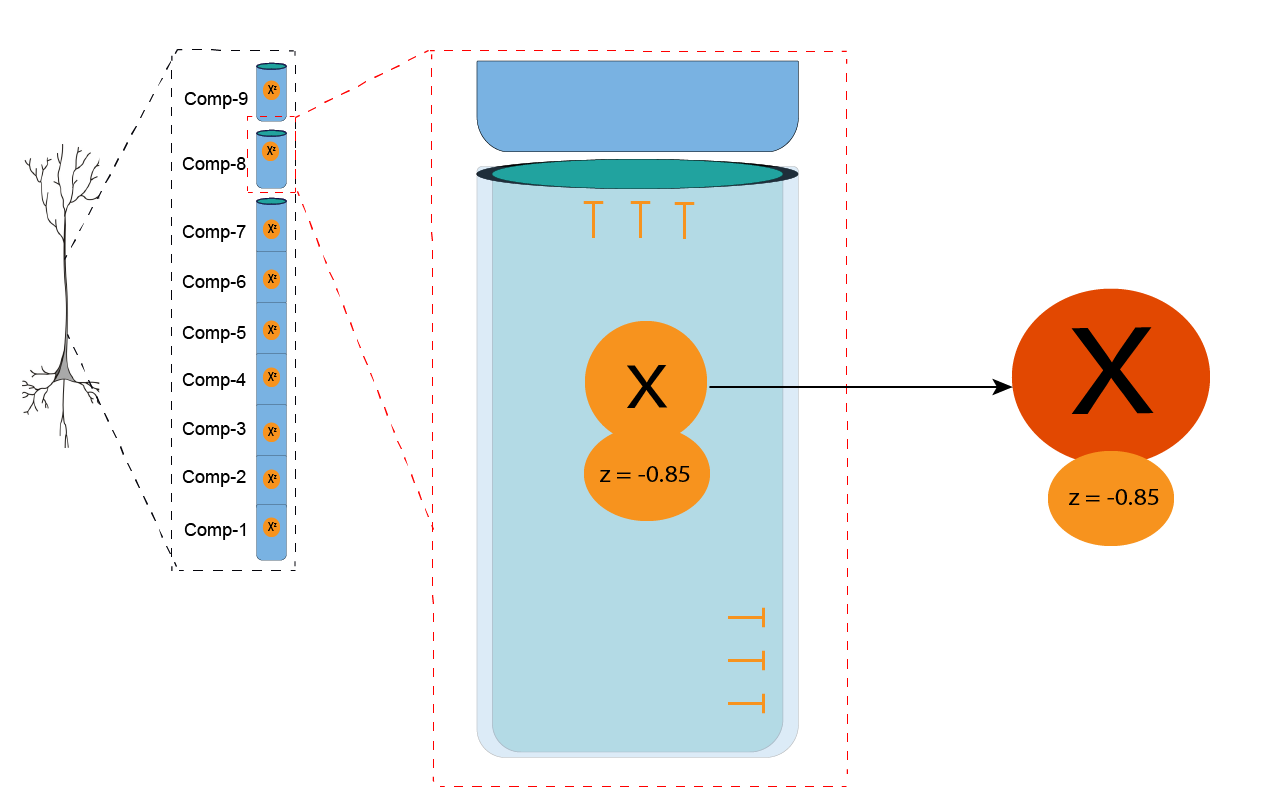 Comp-9
X²
Comp-8
X²
Comp-7
X²
Comp-6
X²
Comp-5
X²
Comp-4
X²
Comp-3
X²
Comp-2
X²
Comp-1
X²
X
z = -0.85
X
z = -0.85